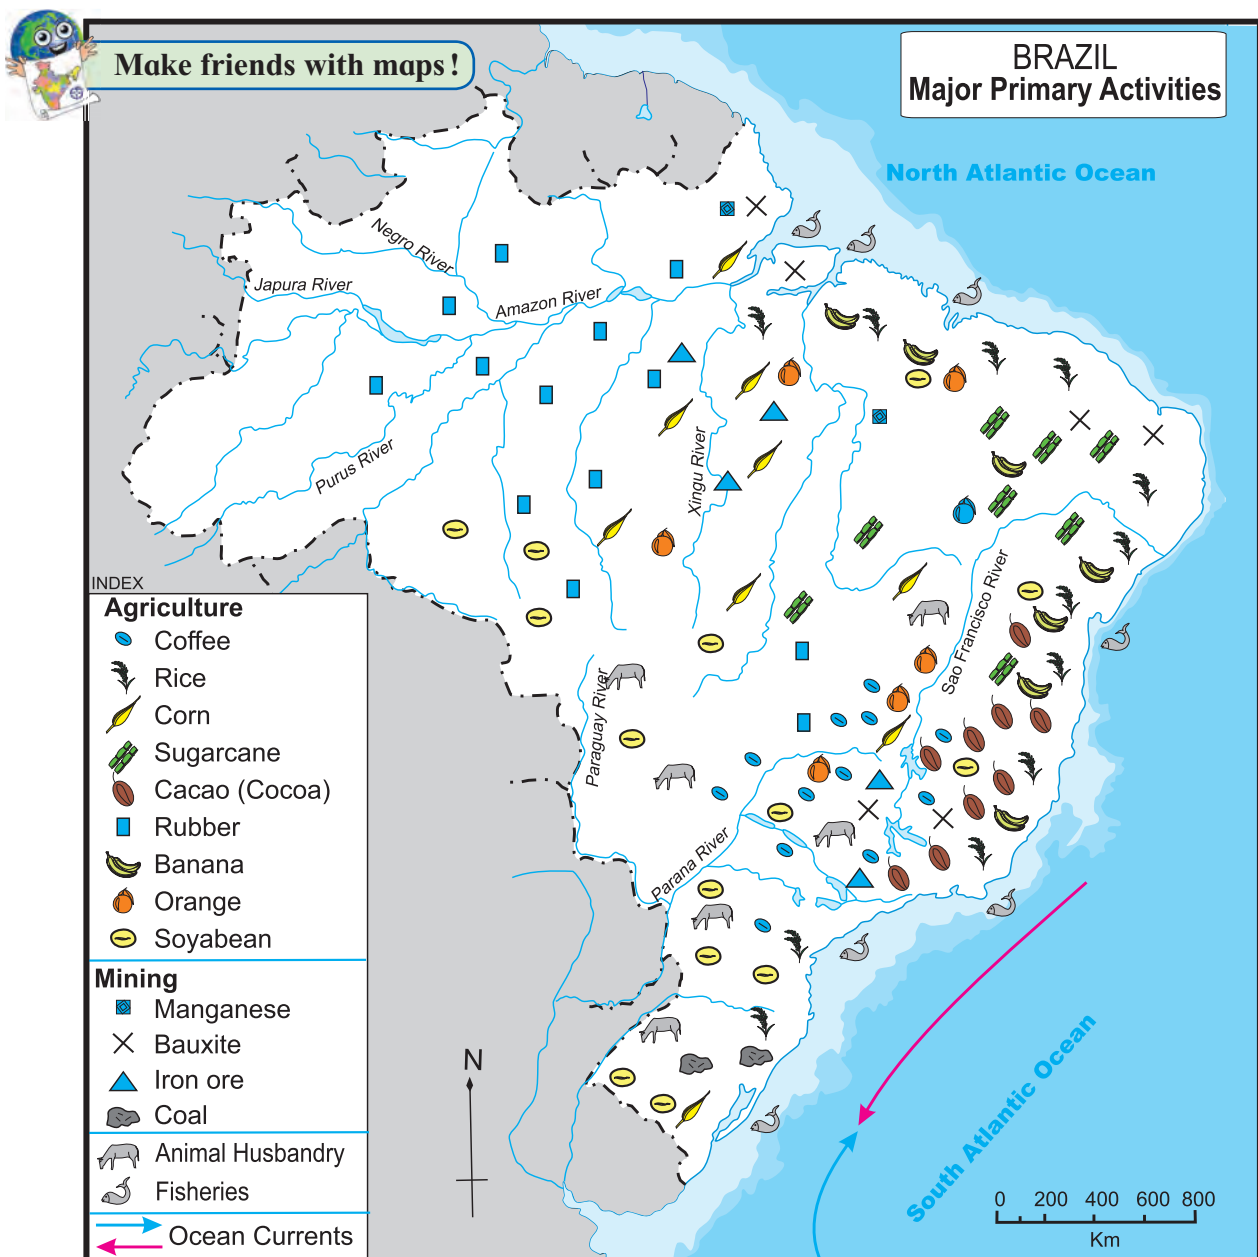 Make friends with maps!
BRAZIL
Major Primary Activities
North Atlantic Ocean
Negro River
Japura River
Amazon River
Purus River
Xingu River
Sao Francisco River
Paraguay River
Parana River
INDEX
Agriculture
Coffee
Rice
Corn
Sugarcane
Cacao (Cocoa)
Rubber
Banana
Orange
Soyabean
Mining
Manganese
Bauxite
Iron ore
Coal
Animal Husbandry
Fisheries
Ocean Currents
N
South Atlantic Ocean
0 200 400 600 800
Km